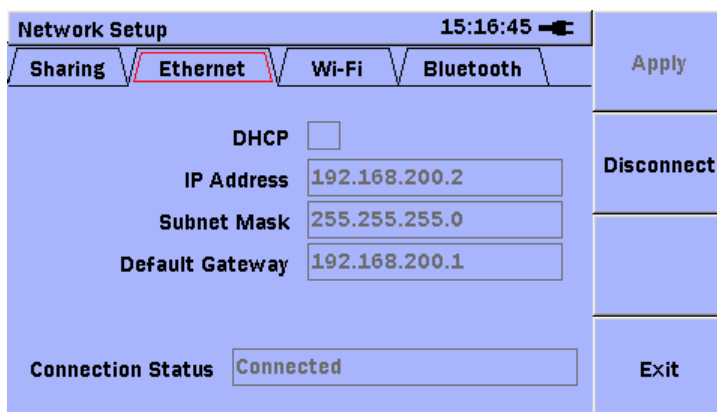 Network Setup 15:16:45
Sharing Ethernet Wi-Fi Bluetooth
Apply
DHCP
Disconnect
IP Address 192.168.200.2
Subnet Mask 255.255.255.0
Default Gateway 192.168.200.1
Connection Status Connected
Exit